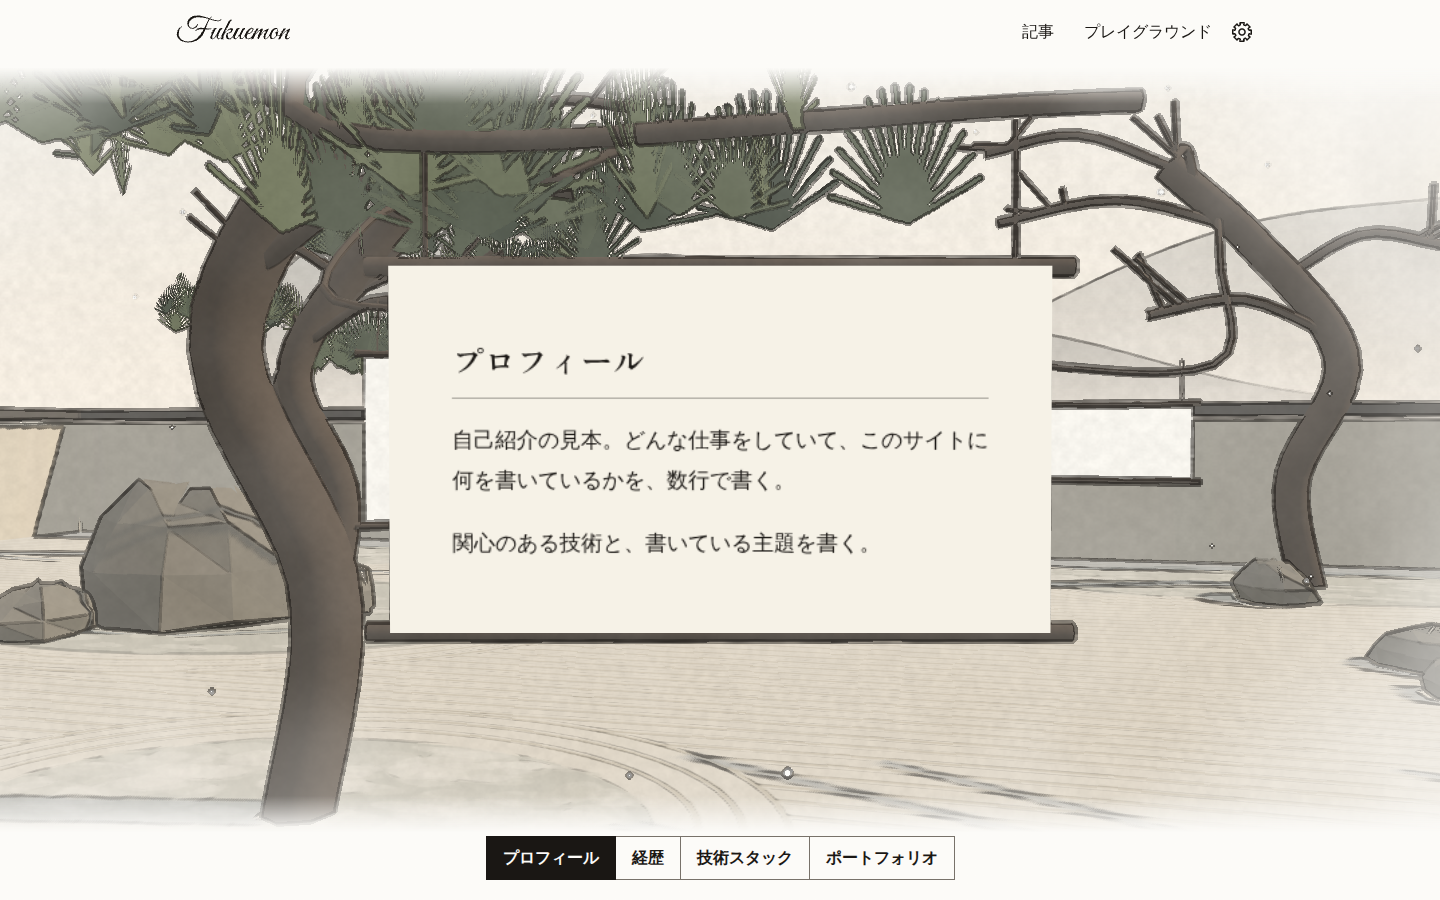 Fukuemon
記事 プレイグラウンド
プロフィール
自己紹介の見本。どんな仕事をしていて、このサイトに
何を書いているかを、数行で書く。
関心のある技術と、書いている主題を書く。
プロフィール 経歴 技術スタック ポートフォリオ